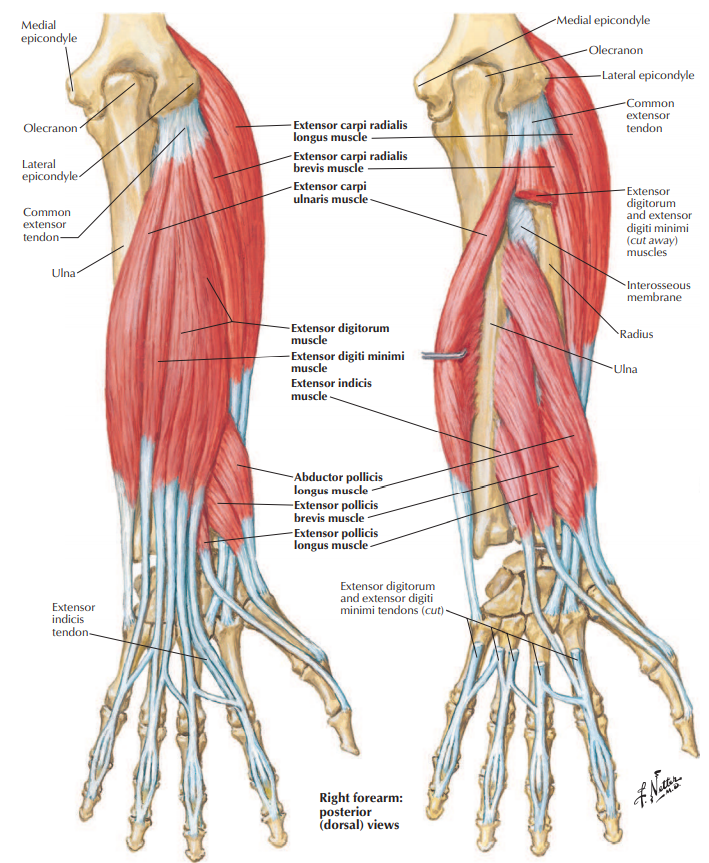 Medial
epicondyle
Olecranon
Lateral
epicondyle
Common
extensor
tendon
Ulna
Extensor
indicis
tendon
Extensor carpi radialis
longus muscle
Extensor carpi radialis
brevis muscle
Extensor carpi
ulnaris muscle
Extensor digitorum
muscle
Extensor digiti minimi
muscle
Extensor indicis
muscle
Abductor pollicis
longus muscle
Extensor pollicis
brevis muscle
Extensor pollicis
longus muscle
Medial epicondyle
Olecranon
Lateral epicondyle
Common
extensor
tendon
Extensor
digitorum
and extensor
digiti minimi
(cut away)
muscles
Interosseous
membrane
Radius
Ulna
Extensor digitorum
and extensor digiti
minimi tendons (cut)
Right forearm:
posterior
(dorsal) views
F. Netter
M.D.